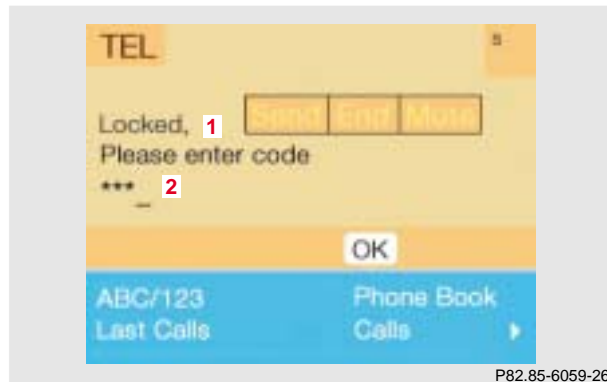 TEL
s
Send End Mute
Locked, 1
Please enter code
***_ 2
OK
ABC/123 Phone Book
Last Calls Calls
P82.85-6059-26